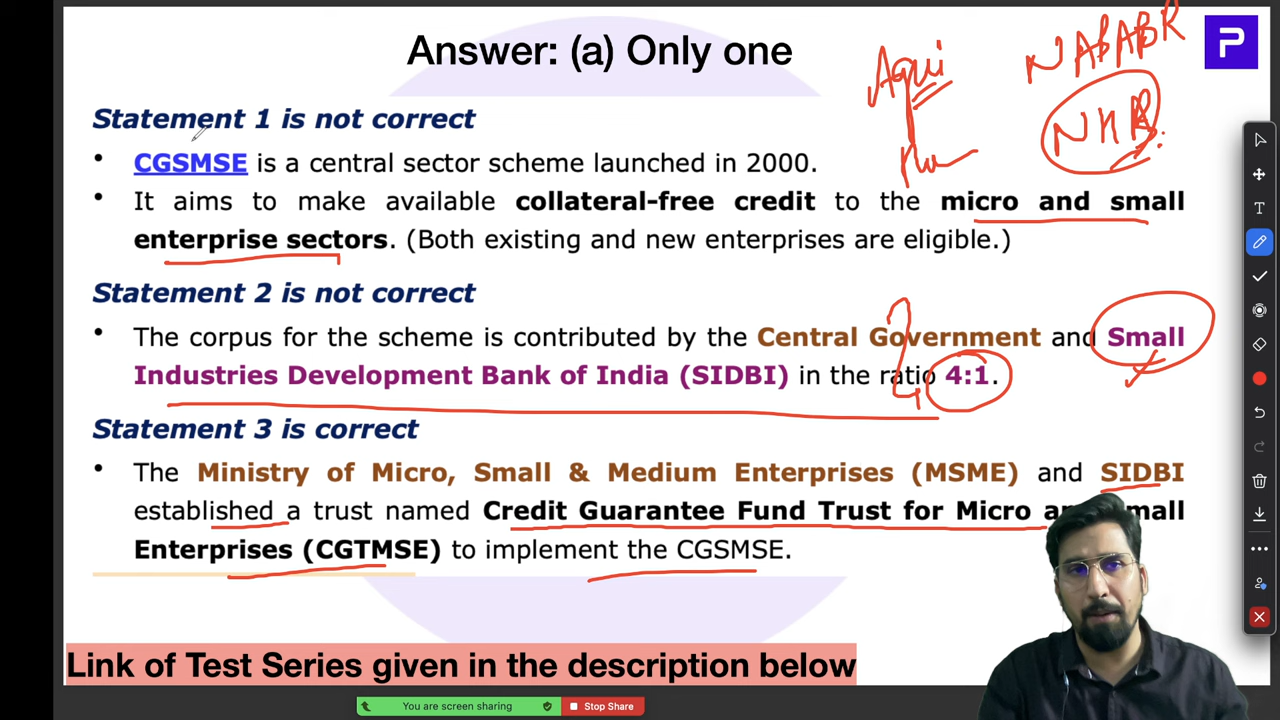 Answer: (a) Only one
NABARD
P
NHB
Statement 1 is not correct
• CGSMSE is a central sector scheme launched in 2000.
• It aims to make available collateral-free credit to the micro and small
enterprise sectors. (Both existing and new enterprises are eligible.)
Statement 2 is not correct
• The corpus for the scheme is contributed by the Central Government and Small
Industries Development Bank of India (SIDBI) in the ratio 4:1.
Statement 3 is correct
• The Ministry of Micro, Small & Medium Enterprises (MSME) and SIDBI
established a trust named Credit Guarantee Fund Trust for Micro Small
Enterprises (CGTMSE) to implement the CGSMSE.
Link of Test Series given in the description below
You are screen sharing
Stop Share